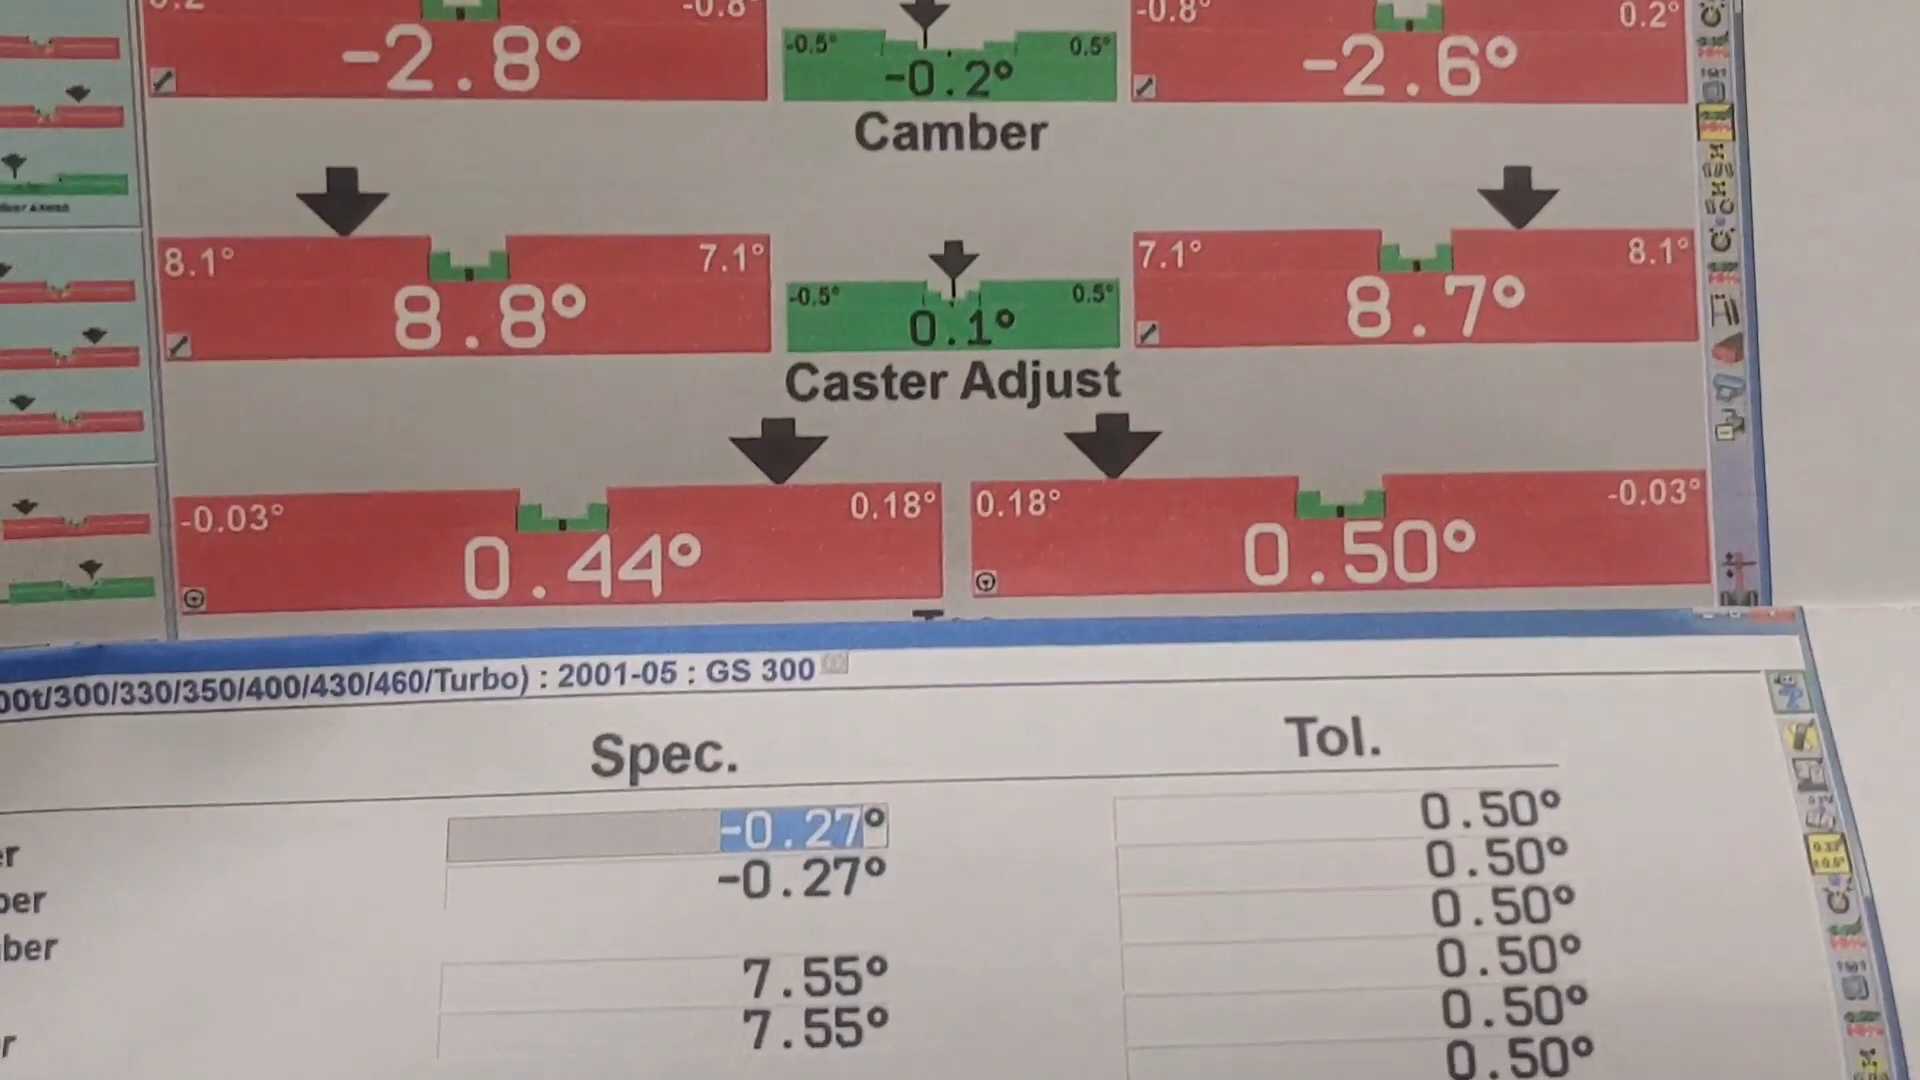 -0.8° -0.8° 0.2°
-2.8° -0.5° 0.5° -2.6°
-0.2°
Camber
8.1° 7.1° 7.1° 8.1°
8.8° -0.5° 0.5° 8.7°
0.1°
Caster Adjust
-0.03° 0.18° 0.18° -0.03°
0.44° 0.50°
00t/300/330/350/400/430/460/Turbo) : 2001-05 : GS 300
Spec. Tol.
-0.27° 0.50°
er -0.27° 0.50°
ber 0.50°
mber 7.55° 0.50°
7.55° 0.50°
r 0.50°